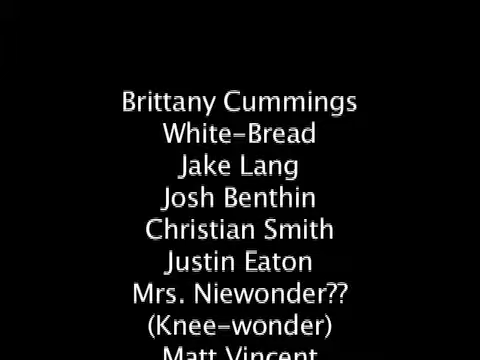 Brittany Cummings
White-Bread
Jake Lang
Josh Benthin
Christian Smith
Justin Eaton
Mrs. Niewonder??
(Knee-wonder)
Matt Vincent